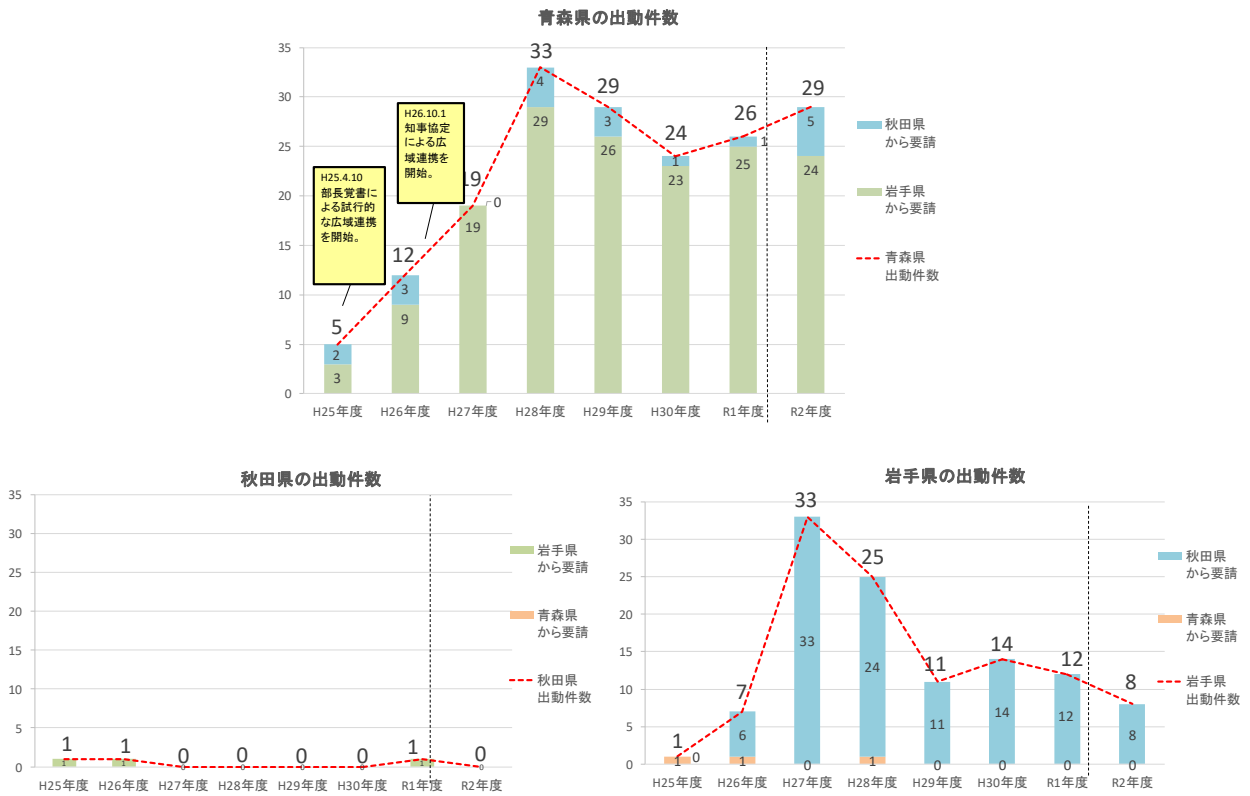 青森県の出動件数
35
30
25
20
15
10
5
0
H25.4.10
部長覚書に
よる試行的
な広域連携
を開始。
H26.10.1
知事協定
による広
域連携を
開始。
5
2
3
12
3
9
19
0
19
33
4
29
29
3
26
24
1
23
26
1
25
29
5
24
H25年度 H26年度 H27年度 H28年度 H29年度 H30年度 R1年度 R2年度
秋田県
から要請
岩手県
から要請
青森県
出動件数
秋田県の出動件数
35
30
25
20
15
10
5
0
1 1 0 0 0 0 1 0
1 1 0 0 0 0 1 0
H25年度 H26年度 H27年度 H28年度 H29年度 H30年度 R1年度 R2年度
岩手県
から要請
青森県
から要請
秋田県
出動件数
岩手県の出動件数
35
30
25
20
15
10
5
0
1
0
1
7
6
1
33
33
0
25
24
1
11
11
0
14
14
0
12
12
0
8
8
0
H25年度 H26年度 H27年度 H28年度 H29年度 H30年度 R1年度 R2年度
秋田県
から要請
青森県
から要請
岩手県
出動件数